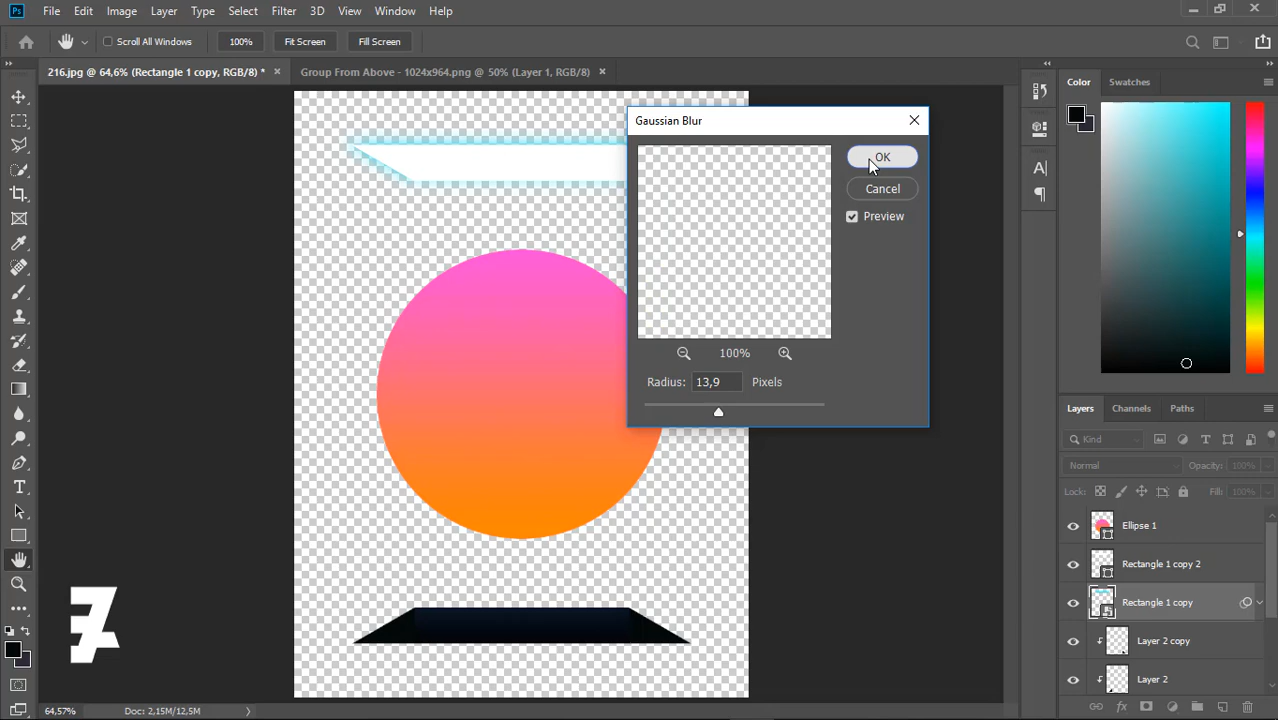 Ps File Edit Image Layer Type Select Filter 3D View Window Help
Scroll All Windows 100% Fit Screen Fill Screen
216.jpg @ 64,6% (Rectangle 1 copy, RGB/8) * × Group From Above - 1024x964.png @ 50% (Layer 1, RGB/8) ×
Color Swatches
Gaussian Blur
OK
Cancel
Preview
100%
Radius: 13,9 Pixels
Layers Channels Paths
Kind
Normal Opacity: 100%
Lock: Fill: 100%
Ellipse 1
Rectangle 1 copy 2
Rectangle 1 copy
Layer 2 copy
Layer 2
64,57% Doc: 2,15M/12,5M